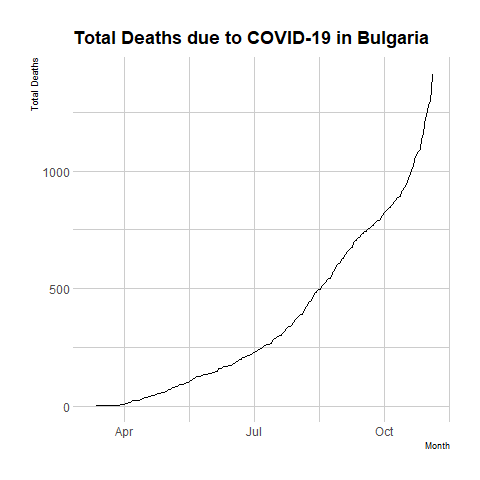 Total Deaths due to COVID-19 in Bulgaria
Total Deaths
1000
500
0
Apr
Jul
Oct
Month